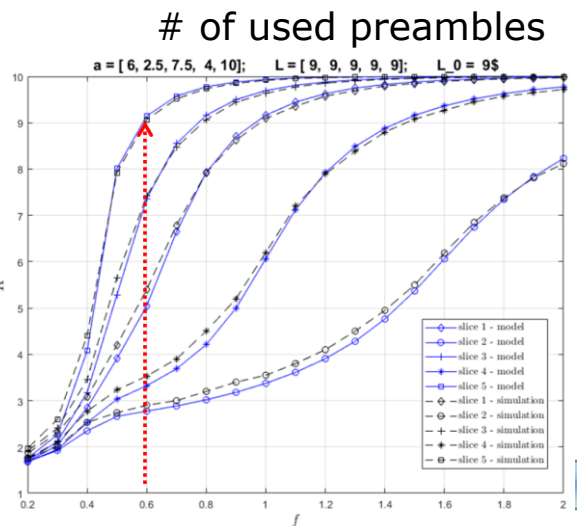 # of used preambles
a = [ 6, 2.5, 7.5, 4, 10]; L = [ 9, 9, 9, 9, 9]; L_0 = 9$
10
9
8
7
6
5
4
3
2
1
slice 1 - model
slice 2 - model
slice 3 - model
slice 4 - model
slice 5 - model
slice 1 - simulation
slice 2 - simulation
slice 3 - simulation
slice 4 - simulation
slice 5 - simulation
0.2 0.4 0.6 0.8 1 1.2 1.4 1.6 1.8 2
f